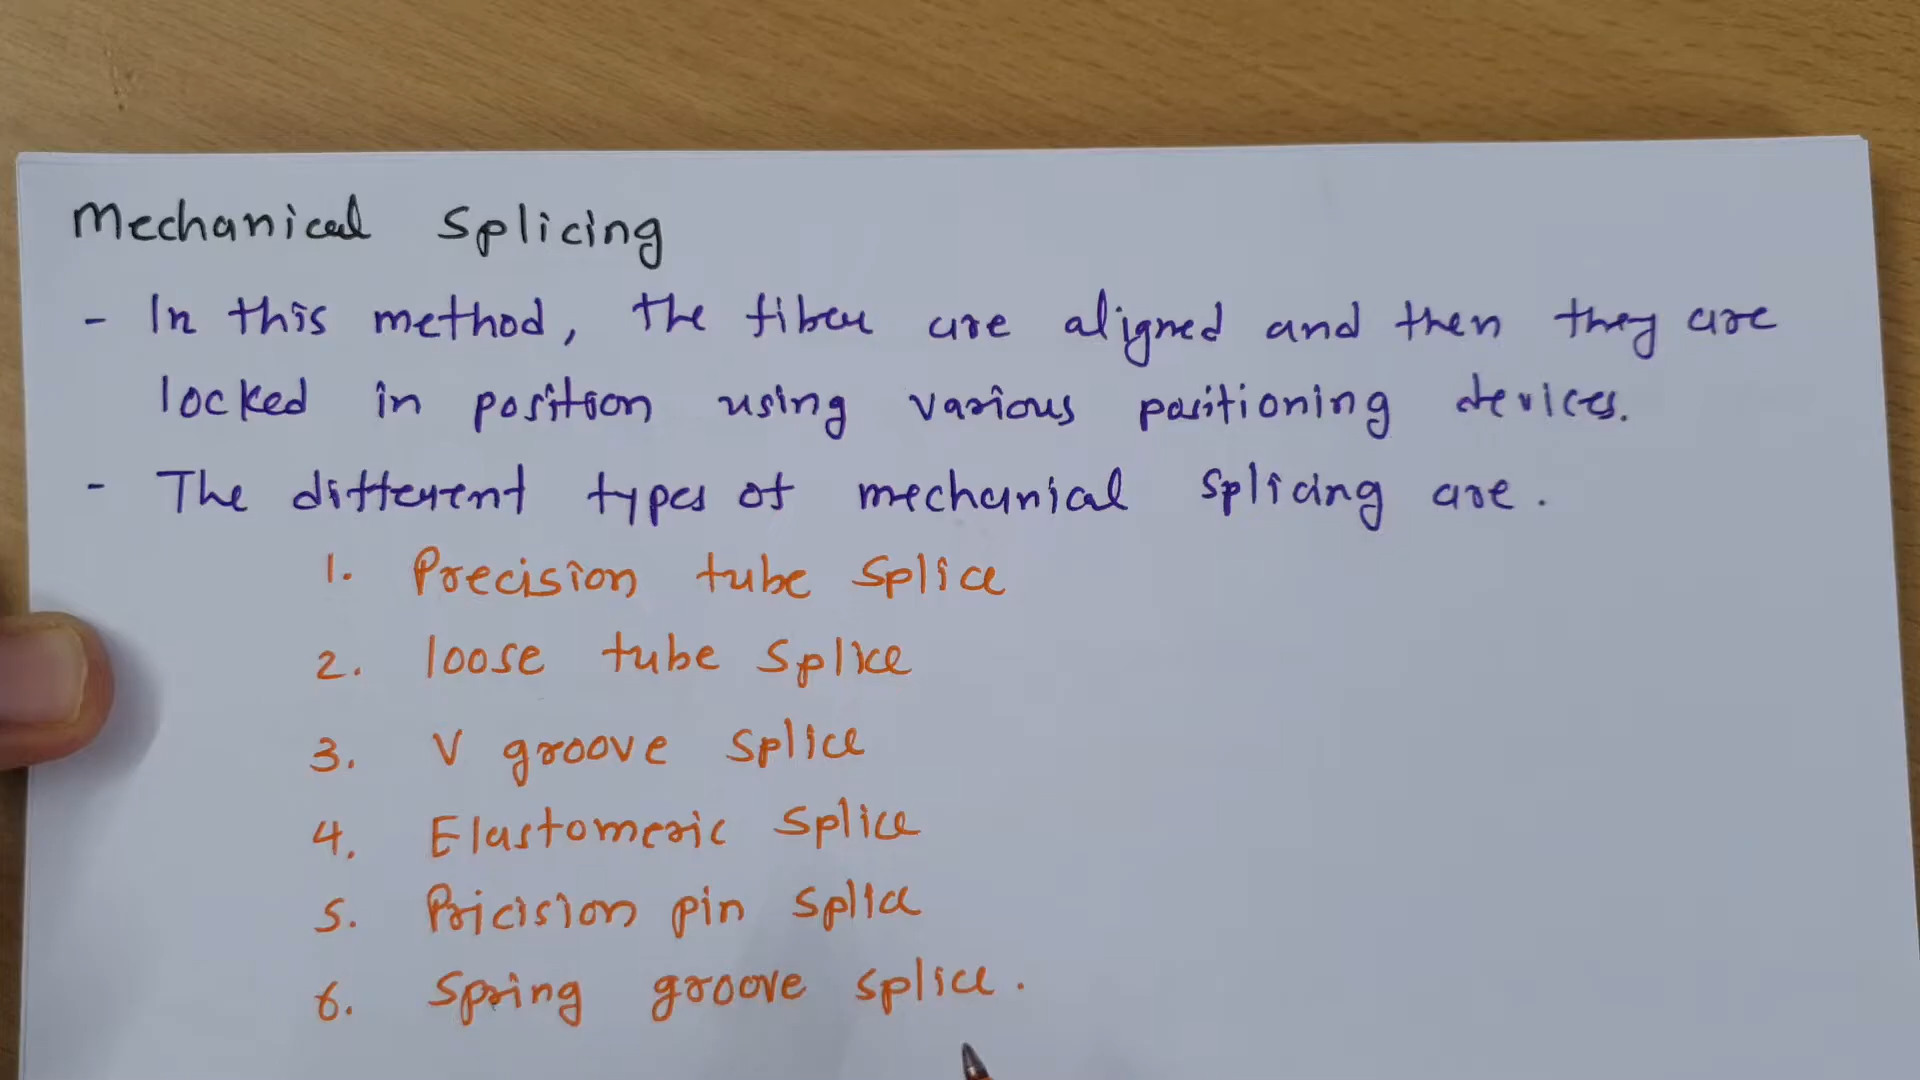 Mechanical Splicing
- In this method, the fiber are aligned and then they are
locked in position using various positioning devices.
- The different types of mechanical splicing are.
1. Precision tube splice
2. loose tube splice
3. V groove splice
4. Elastomeric splice
5. Pricision pin splice
6. Spring groove splice.